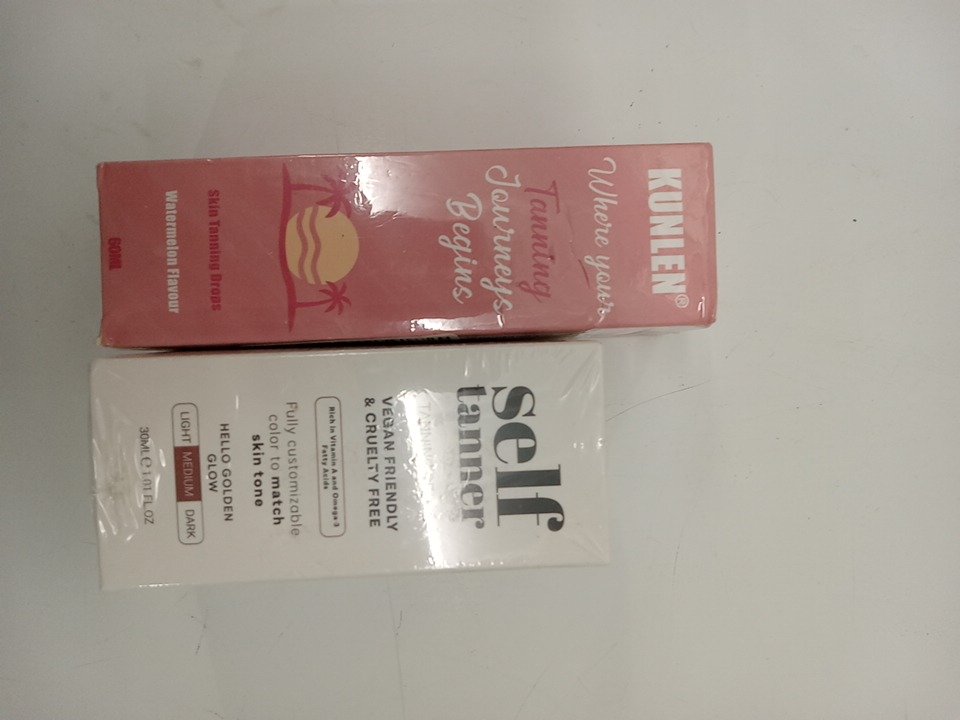 KUNLEN®
Where your
Tanning
Journeys
Begins
Skin Tanning Drops
Watermelon Flavour
60ML
self
tanner
TANNING
VEGAN FRIENDLY
& CRUELTY FREE
Rich in Vitamin A and Omega-3
Fatty Acids
Fully customizable
color to match
skin tone
HELLO GOLDEN
GLOW
LIGHT MEDIUM DARK
30ML℮1.01 FL.OZ